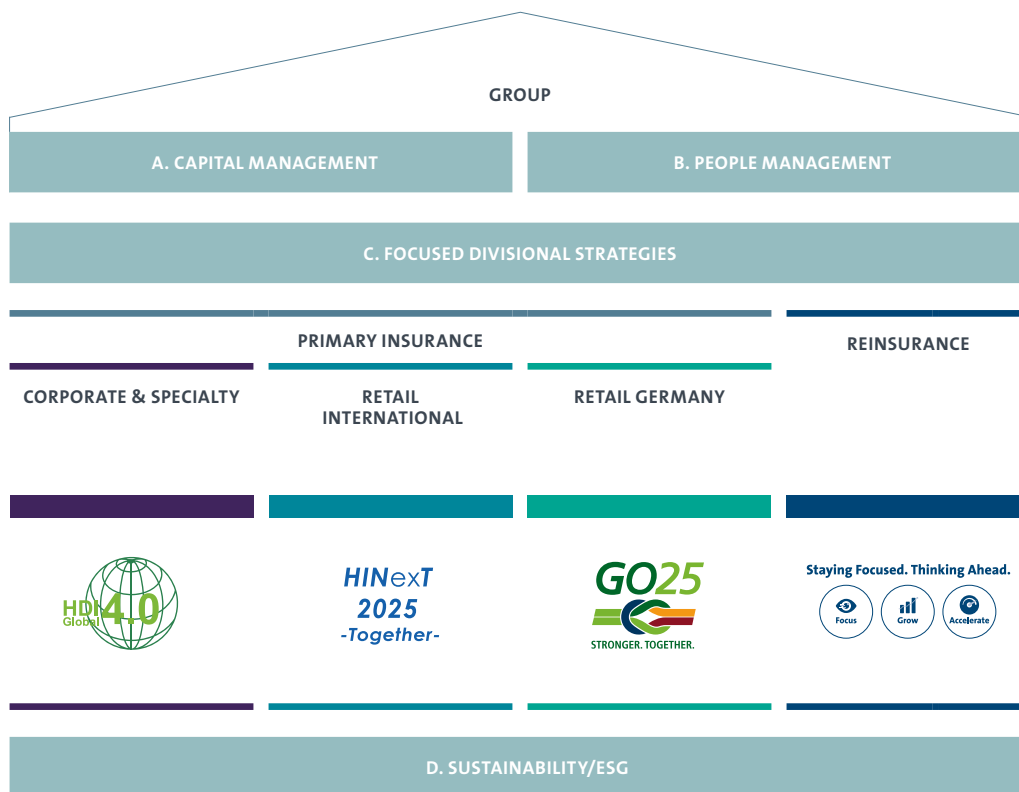 GROUP
A. CAPITAL MANAGEMENT
B. PEOPLE MANAGEMENT
C. FOCUSED DIVISIONAL STRATEGIES
PRIMARY INSURANCE
REINSURANCE
CORPORATE & SPECIALTY
RETAIL
INTERNATIONAL
RETAIL GERMANY
HDI 4.0
Global
HINexT
2025
-Together-
GO25
STRONGER. TOGETHER.
Staying Focused. Thinking Ahead.
Focus
Grow
Accelerate
D. SUSTAINABILITY/ESG